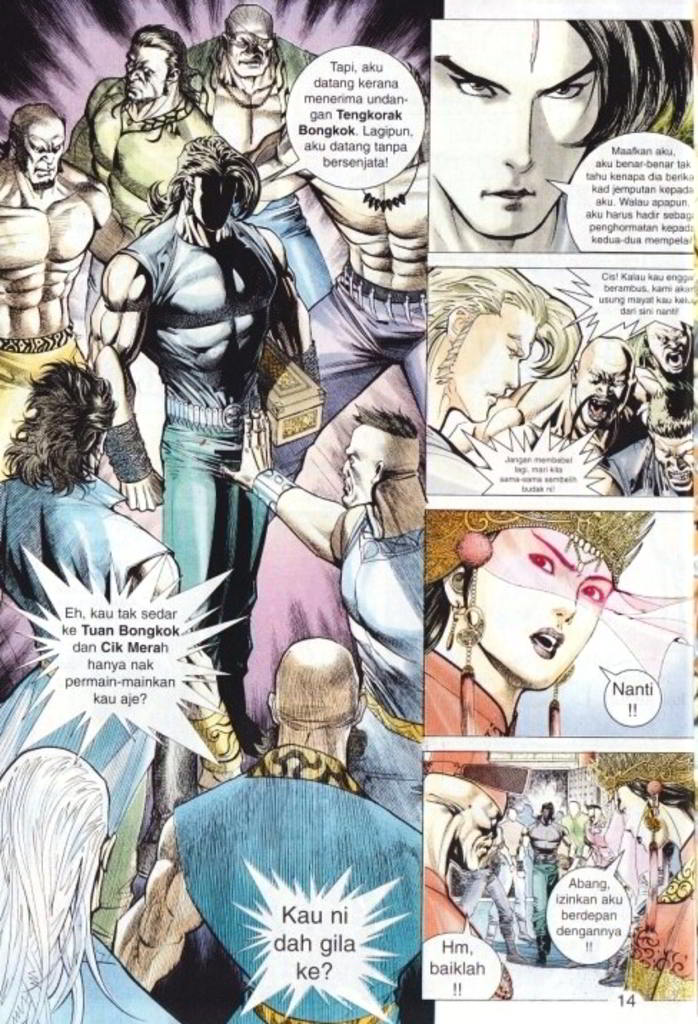 Tapi, aku
datang kerana
menerima undan-
gan Tengkorak
Bongkok. Lagipun,
aku datang tanpa
bersenjata!
Eh, kau tak sedar
ke Tuan Bongkok
dan Cik Merah
hanya nak
permain-mainkan
kau aje?
Kau ni
dah gila
ke?
Maafkan aku,
aku benar-benar tak
tahu kenapa dia berika
kad jemputan kepada
aku. Walau apapun,
aku harus hadir sebag
penghormatan kepada
kedua-dua mempelai
Cis! Kalau kau engga
berambus, kami akan
usung mayat kau kelu
dari sini nanti!
Jangan membebel
lagi, mari kita
sama-sama sembelih
budak ni!
Nanti
!!
Abang,
izinkan aku
berdepan
dengannya
!!
Hm,
baiklah
!!
14